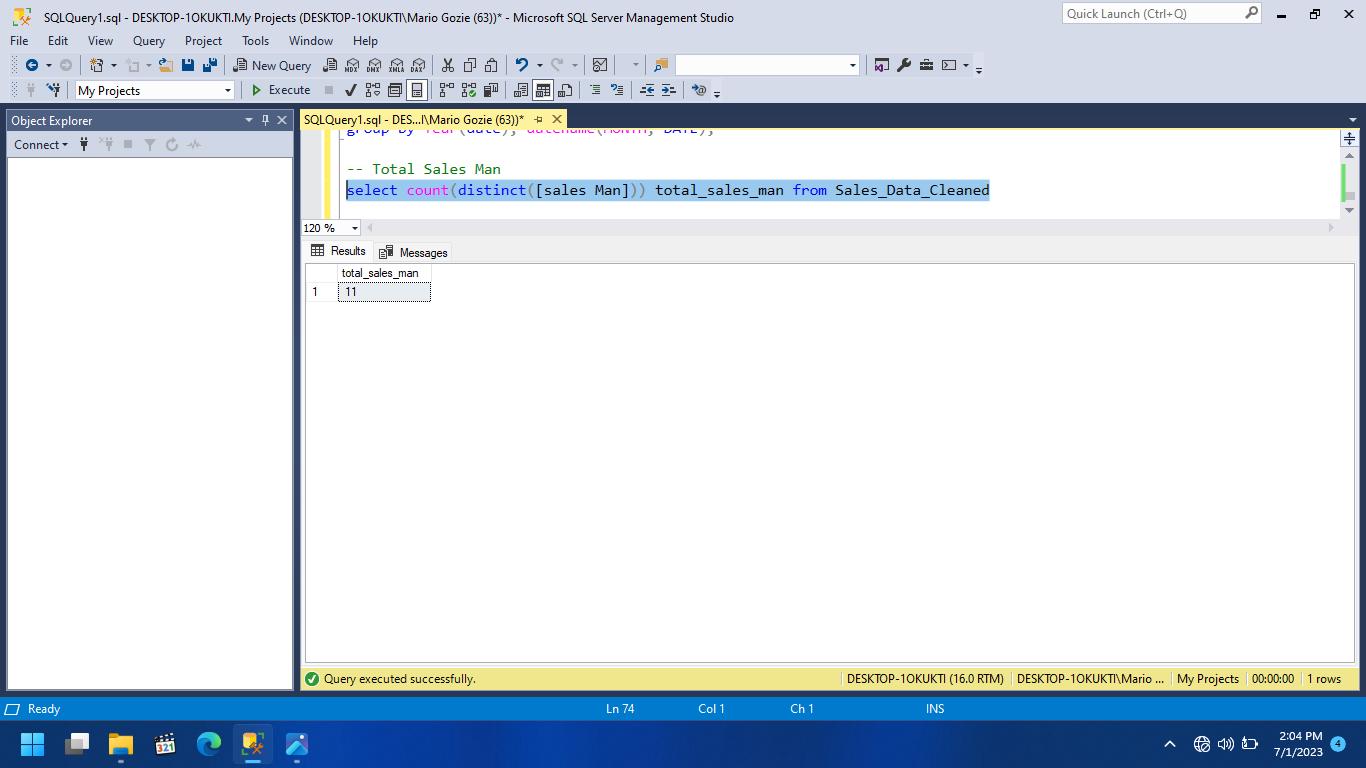 SQLQuery1.sql - DESKTOP-1OKUKTI.My Projects (DESKTOP-1OKUKTI\Mario Gozie (63))* - Microsoft SQL Server Management Studio
Quick Launch (Ctrl+Q)
File Edit View Query Project Tools Window Help
New Query MDX DMX XMLA DAX
My Projects Execute
Object Explorer
SQLQuery1.sql - DES...I\Mario Gozie (63))*
Connect
group by Year(date), datename(MONTH, DATE);
-- Total Sales Man
select count(distinct([sales Man])) total_sales_man from Sales_Data_Cleaned
120 %
Results Messages
total_sales_man
1 11
Query executed successfully. DESKTOP-1OKUKTI (16.0 RTM) DESKTOP-1OKUKTI\Mario ... My Projects 00:00:00 1 rows
Ready Ln 74 Col 1 Ch 1 INS
321
2:04 PM
7/1/2023
4